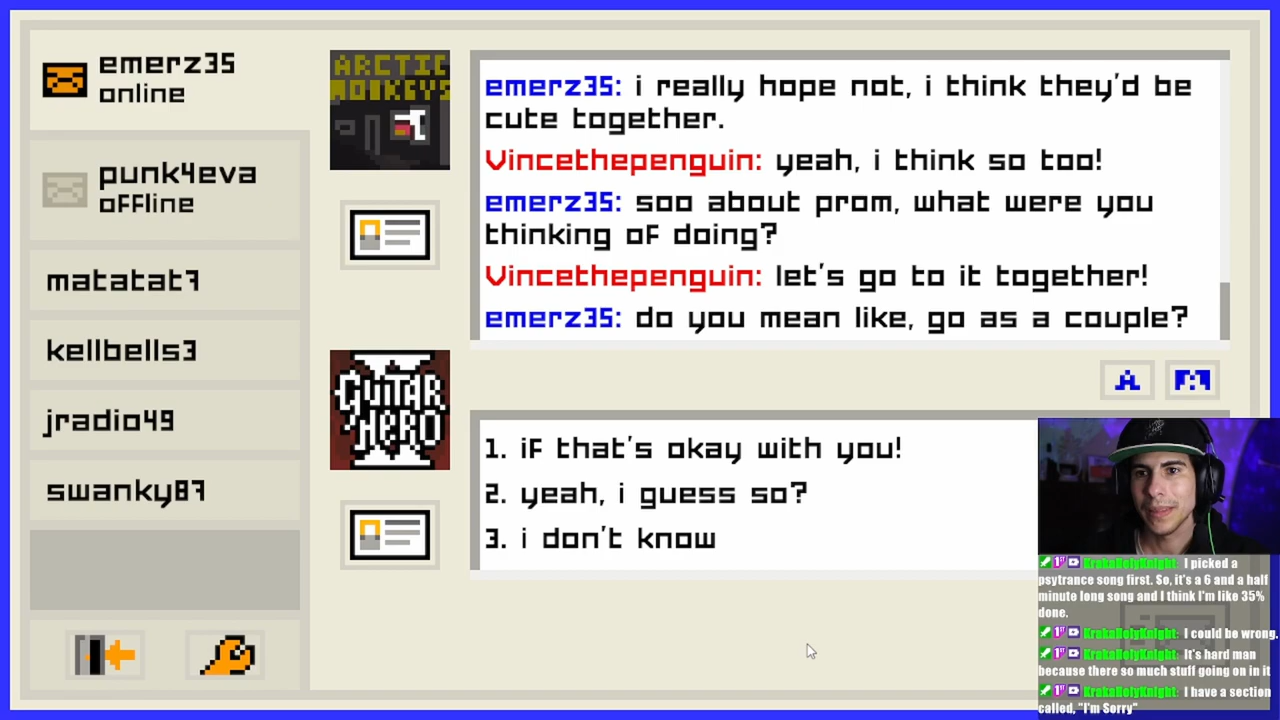 emerz35
online
punk4eva
offline
matatat7
kellbells3
jradio49
swanky87
ARCTIC
MONKEYS
emerz35: i really hope not, i think they'd be
cute together.
Vincethepenguin: yeah, i think so too!
emerz35: soo about prom, what were you
thinking of doing?
Vincethepenguin: let's go to it together!
emerz35: do you mean like, go as a couple?
A
A
GUITAR
HERO
1. if that's okay with you!
2. yeah, i guess so?
3. i don't know
KrakaHolyKnight: I picked a
psytrance song first. So, it's a 6 and a half
minute long song and I think I'm like 35%
done.
KrakaHolyKnight: I could be wrong.
KrakaHolyKnight: It's hard man
because there so much stuff going on in it
KrakaHolyKnight: I have a section
called, "I'm Sorry"